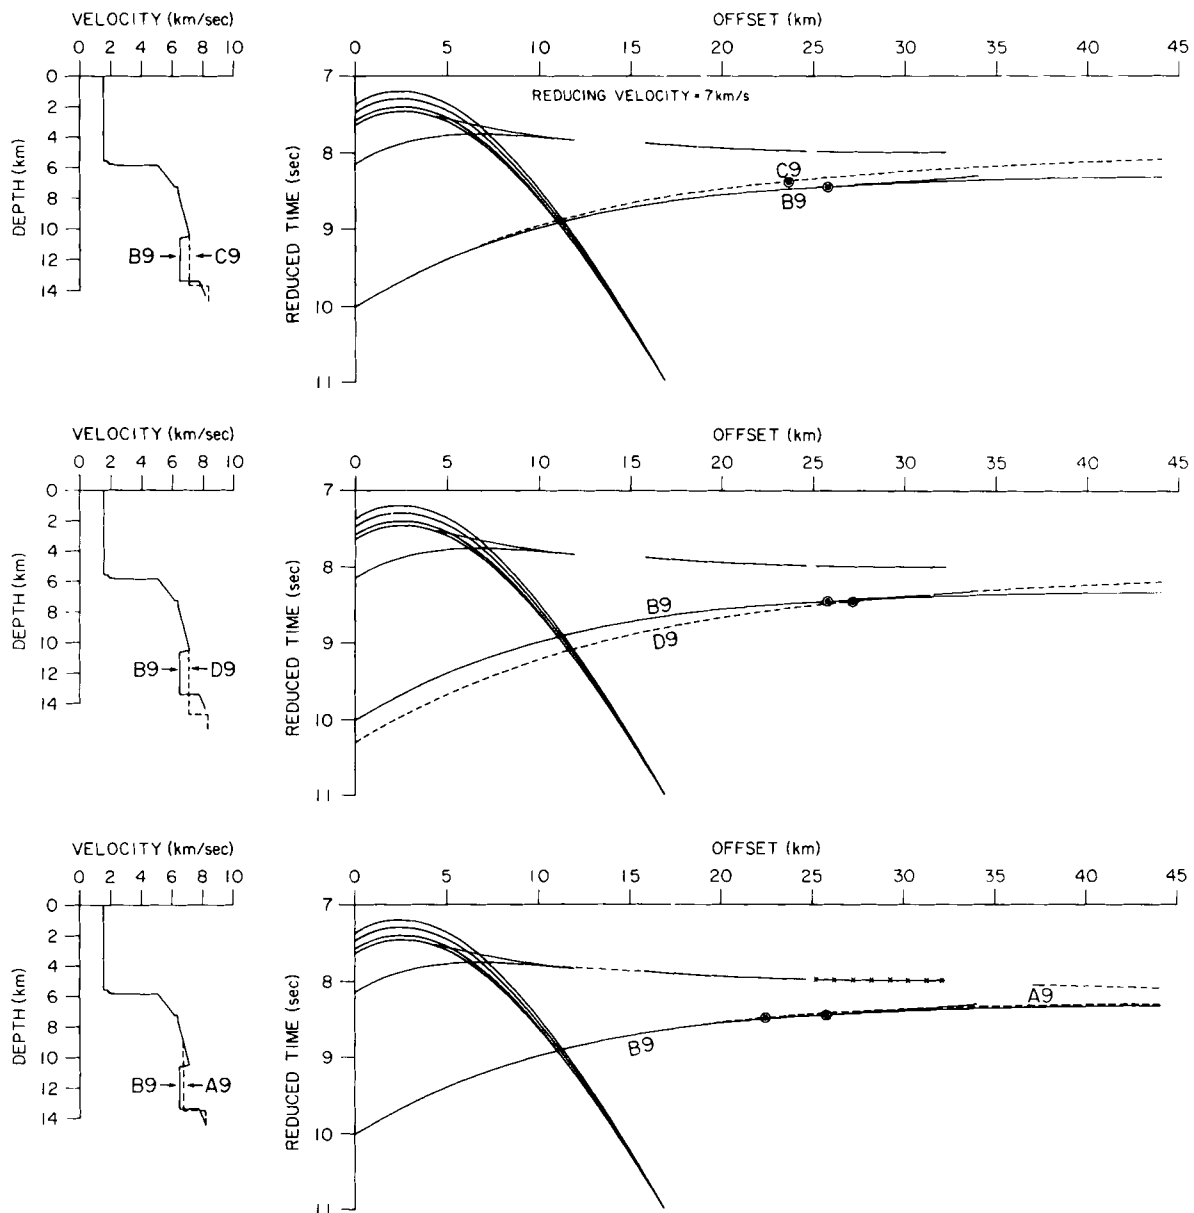 VELOCITY (km/sec)
0 2 4 6 8 10
DEPTH (km)
0
2
4
6
8
10
12
14
B9 C9
OFFSET (km)
0 5 10 15 20 25 30 35 40 45
REDUCED TIME (sec)
7
8
9
10
11
REDUCING VELOCITY = 7km/s
C9
B9
VELOCITY (km/sec)
0 2 4 6 8 10
DEPTH (km)
0
2
4
6
8
10
12
14
B9 D9
OFFSET (km)
0 5 10 15 20 25 30 35 40 45
REDUCED TIME (sec)
7
8
9
10
11
B9
D9
VELOCITY (km/sec)
0 2 4 6 8 10
DEPTH (km)
0
2
4
6
8
10
12
14
B9 A9
OFFSET (km)
0 5 10 15 20 25 30 35 40 45
REDUCED TIME (sec)
7
8
9
10
11
A9
B9